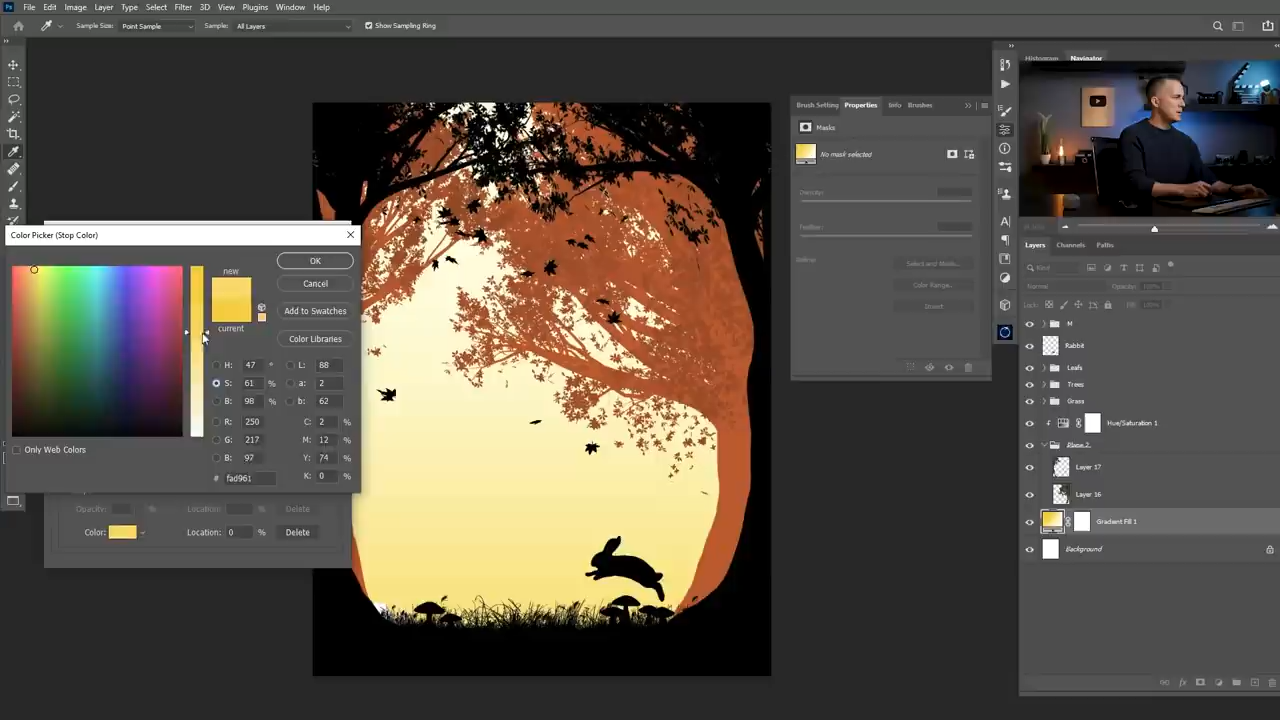 Ps File Edit Image Layer Type Select Filter 3D View Plugins Window Help
Sample Size: Point Sample Sample: All Layers Show Sampling Ring
Histogram Navigator
Brush Setting Properties Info Brushes
Masks
No mask selected
Density:
Feather:
Select and Mask...
Color Range...
Invert
Color Picker (Stop Color)
new
current
OK
Cancel
Add to Swatches
Color Libraries
H: 47 °
S: 61 %
B: 98 %
R: 250
G: 217
B: 97
# fad961
L: 88
a: 2
b: 62
C: 2 %
M: 12 %
Y: 74 %
K: 0 %
Only Web Colors
Opacity: % Location: % Delete
Color: Location: 0 % Delete
Layers Channels Paths
Kind
Normal Opacity: 100%
Lock: Fill: 100%
M
Rabbit
Leafs
Trees
Grass
Hue/Saturation 1
Plane 2
Layer 17
Layer 16
Gradient Fill 1
Background